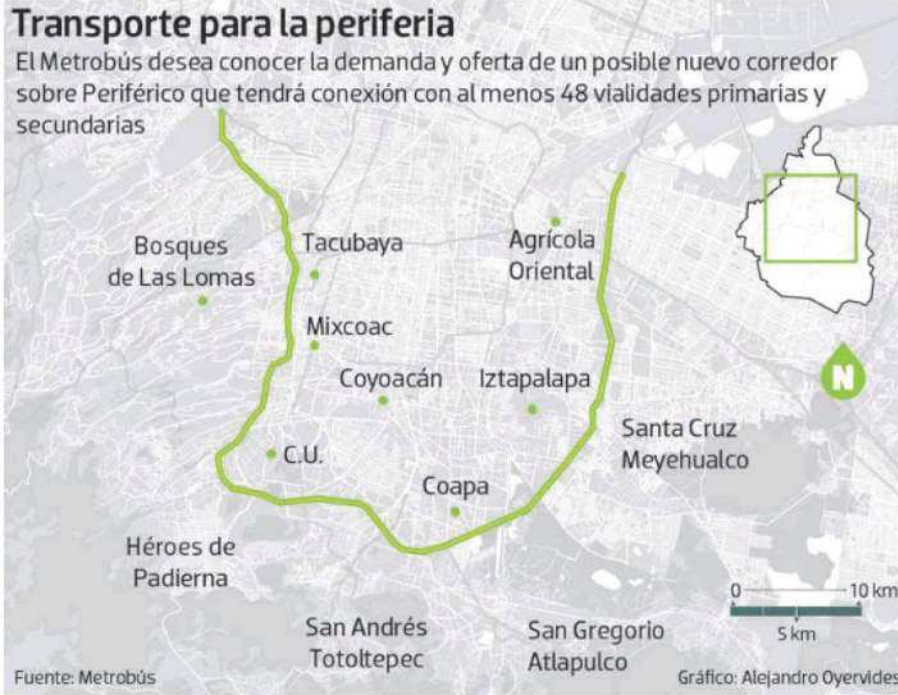 Transporte para la periferia
El Metrobús desea conocer la demanda y oferta de un posible nuevo corredor
sobre Periférico que tendrá conexión con al menos 48 vialidades primarias y
secundarias
Bosques
de Las Lomas
Tacubaya
Agrícola
Oriental
Mixcoac
Coyoacán
Iztapalapa
N
C.U.
Santa Cruz
Meyehualco
Coapa
Héroes de
Padierna
San Andrés
Totoltepec
San Gregorio
Atlapulco
0 10 km
5 km
Fuente: Metrobús
Gráfico: Alejandro Oyervides